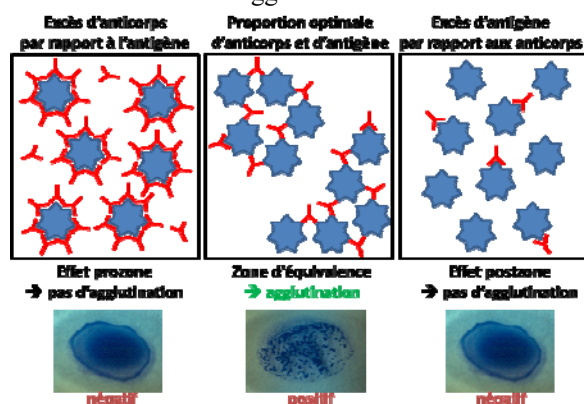 Excès d'anticorps
par rapport à l'antigène
Proportion optimale
d'anticorps et d'antigène
Excès d'antigène
par rapport aux anticorps
Effet prozone
➔ pas d'agglutination
Zone d'équivalence
➔ agglutination
Effet postzone
➔ pas d'agglutination
négatif
positif
négatif